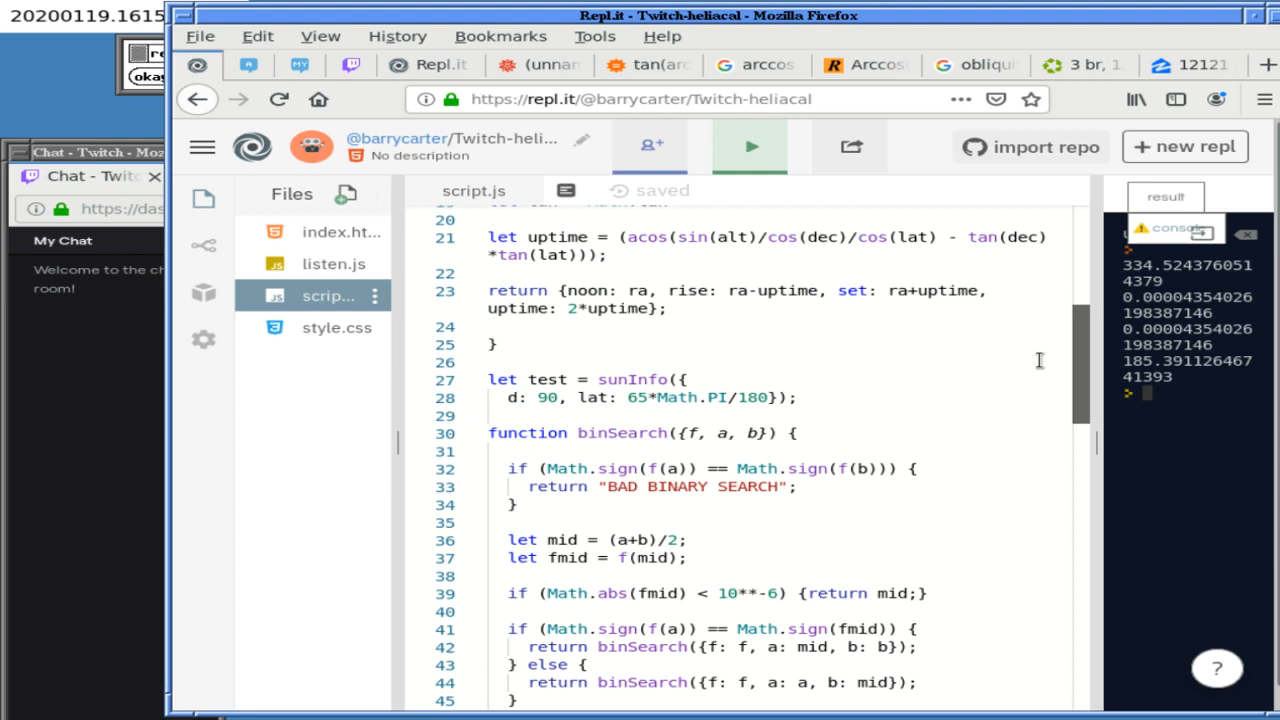 20200119.1615
Repl.it - Twitch-heliacal - Mozilla Firefox
File Edit View History Bookmarks Tools Help
Repl.it (unnar tan(arc arccos Arccos obliqui 3 br, 1. 12121
https://repl.it/@barrycarter/Twitch-heliacal
@barrycarter/Twitch-heli...
No description
import repo
+ new repl
okay
Chat - Twitch - Moz
Chat - Twitc
https://das
My Chat
Welcome to the ch
room!
Files
index.ht...
listen.js
scrip...
style.css
script.js
saved
20
21 let uptime = (acos(sin(alt)/cos(dec)/cos(lat) - tan(dec)
*tan(lat)));
22
23 return {noon: ra, rise: ra-uptime, set: ra+uptime,
uptime: 2*uptime};
24
25 }
26
27 let test = sunInfo({
28 d: 90, lat: 65*Math.PI/180});
29
30 function binSearch({f, a, b}) {
31
32 if (Math.sign(f(a)) == Math.sign(f(b))) {
33 return "BAD BINARY SEARCH";
34 }
35
36 let mid = (a+b)/2;
37 let fmid = f(mid);
38
39 if (Math.abs(fmid) < 10**-6) {return mid;}
40
41 if (Math.sign(f(a)) == Math.sign(fmid)) {
42 return binSearch({f: f, a: mid, b: b});
43 } else {
44 return binSearch({f: f, a: a, b: mid});
45 }
result
334.524376051
4379
0.00004354026
198387146
0.00004354026
198387146
185.391126467
41393
?